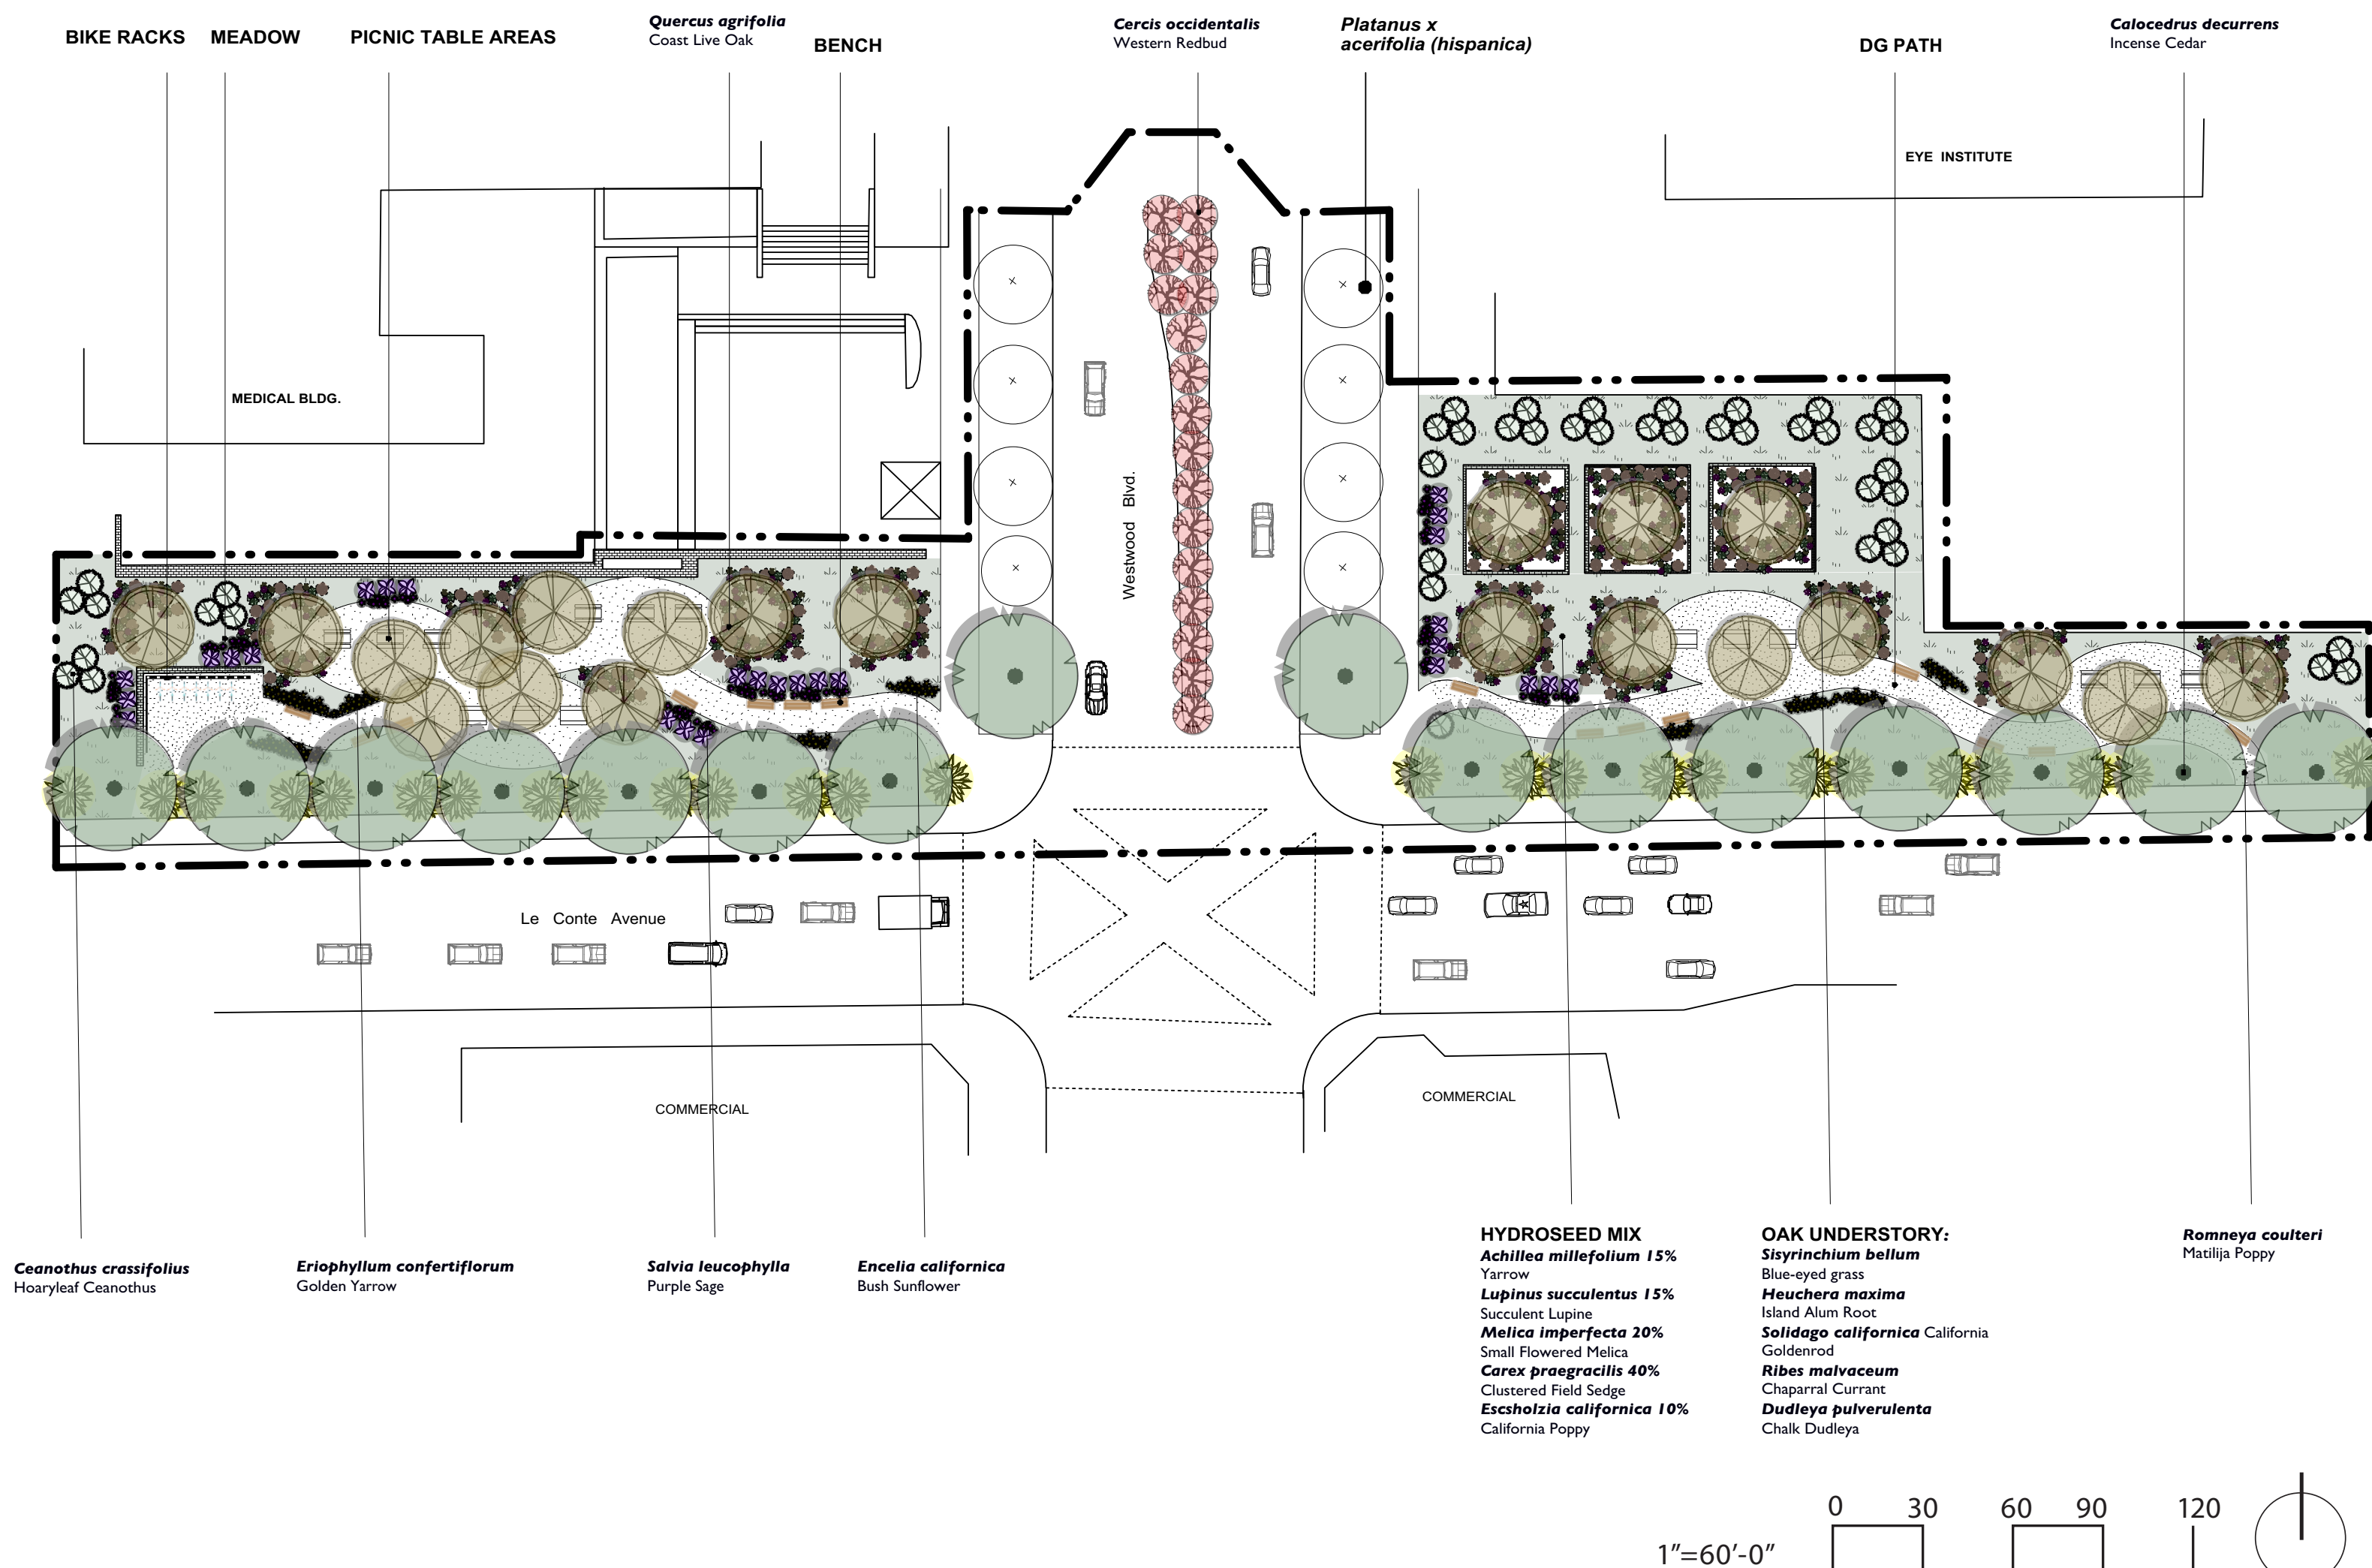 BIKE RACKS
MEADOW
PICNIC TABLE AREAS
Quercus agrifolia
Coast Live Oak
BENCH
Cercis occidentalis
Western Redbud
Platanus x
acerifolia (hispanica)
DG PATH
Calocedrus decurrens
Incense Cedar
EYE INSTITUTE
MEDICAL BLDG.
Westwood Blvd.
Le Conte Avenue
COMMERCIAL
COMMERCIAL
Ceanothus crassifolius
Hoaryleaf Ceanothus
Eriophyllum confertiflorum
Golden Yarrow
Salvia leucophylla
Purple Sage
Encelia californica
Bush Sunflower
HYDROSEED MIX
Achillea millefolium 15%
Yarrow
Lupinus succulentus 15%
Succulent Lupine
Melica imperfecta 20%
Small Flowered Melica
Carex praegracilis 40%
Clustered Field Sedge
Escsholzia californica 10%
California Poppy
OAK UNDERSTORY:
Sisyrinchium bellum
Blue-eyed grass
Heuchera maxima
Island Alum Root
Solidago californica California
Goldenrod
Ribes malvaceum
Chaparral Currant
Dudleya pulverulenta
Chalk Dudleya
Romneya coulteri
Matilija Poppy
0 30 60 90 120
1"=60'-0"